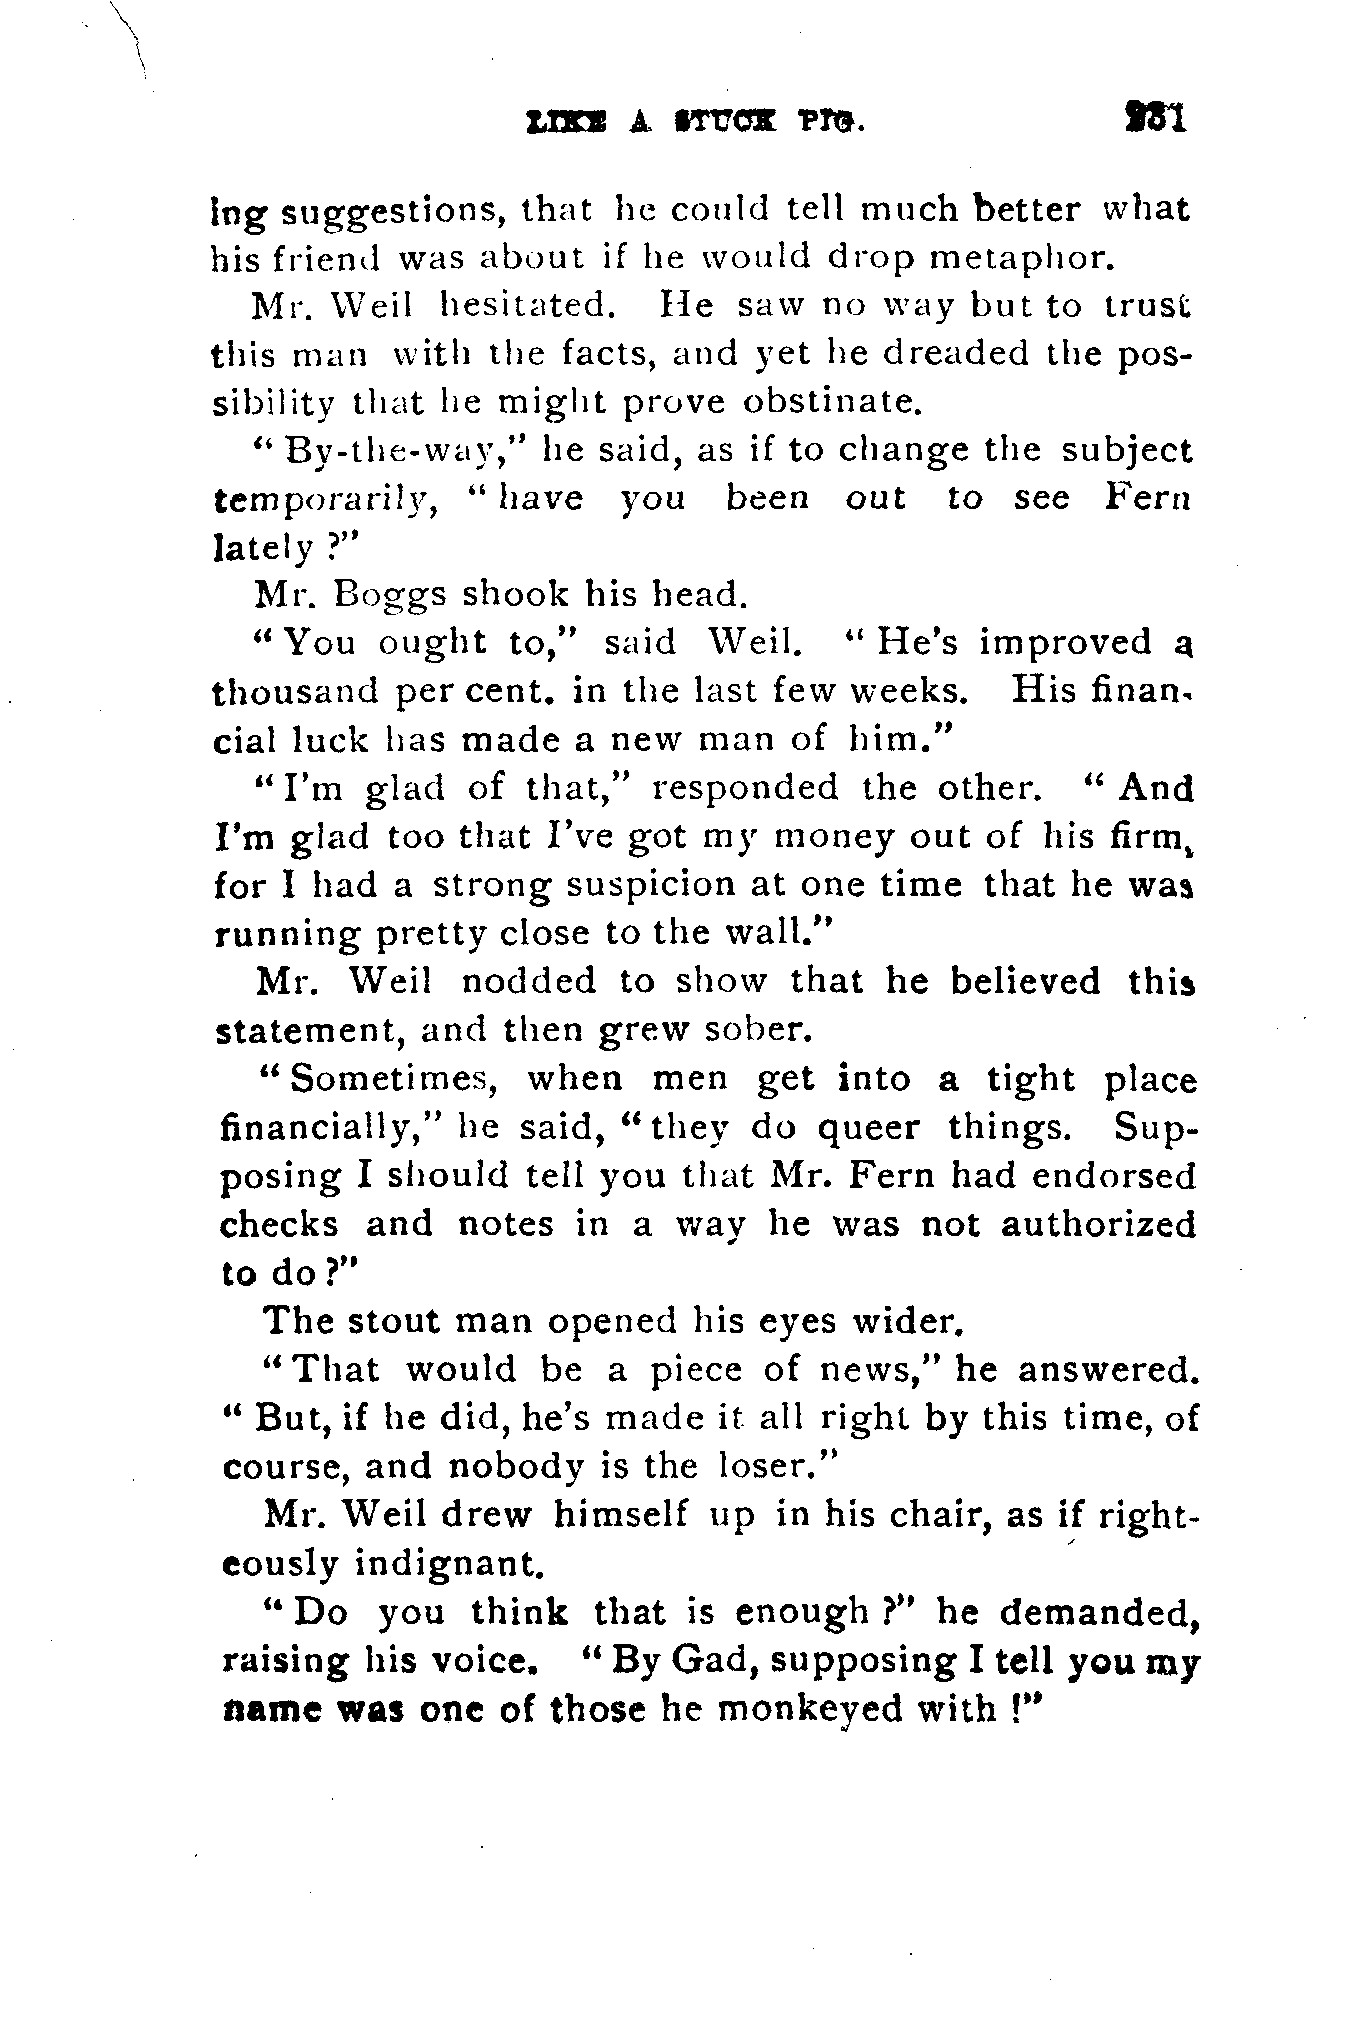 LIKE A STUCK PIG. 231
ing suggestions, that he could tell much better what
his friend was about if he would drop metaphor.
Mr. Weil hesitated. He saw no way but to trust
this man with the facts, and yet he dreaded the pos-
sibility that he might prove obstinate.
" By-the-way," he said, as if to change the subject
temporarily, " have you been out to see Fern
lately ?"
Mr. Boggs shook his head.
" You ought to," said Weil. " He's improved a
thousand per cent. in the last few weeks. His finan-
cial luck has made a new man of him."
" I'm glad of that," responded the other. " And
I'm glad too that I've got my money out of his firm,
for I had a strong suspicion at one time that he was
running pretty close to the wall."
Mr. Weil nodded to show that he believed this
statement, and then grew sober.
" Sometimes, when men get into a tight place
financially," he said, " they do queer things. Sup-
posing I should tell you that Mr. Fern had endorsed
checks and notes in a way he was not authorized
to do ?"
The stout man opened his eyes wider.
" That would be a piece of news," he answered.
" But, if he did, he's made it all right by this time, of
course, and nobody is the loser."
Mr. Weil drew himself up in his chair, as if right-
eously indignant.
" Do you think that is enough ?" he demanded,
raising his voice. " By Gad, supposing I tell you my
name was one of those he monkeyed with !"